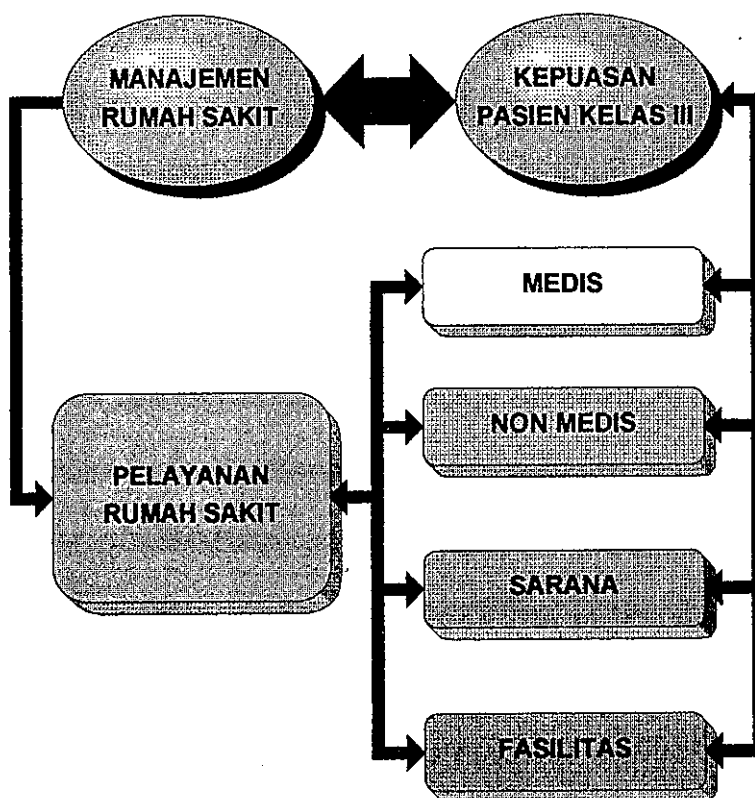 MANAJEMEN
RUMAH SAKIT
KEPUASAN
PASIEN KELAS III
MEDIS
NON MEDIS
PELAYANAN
RUMAH SAKIT
SARANA
FASILITAS